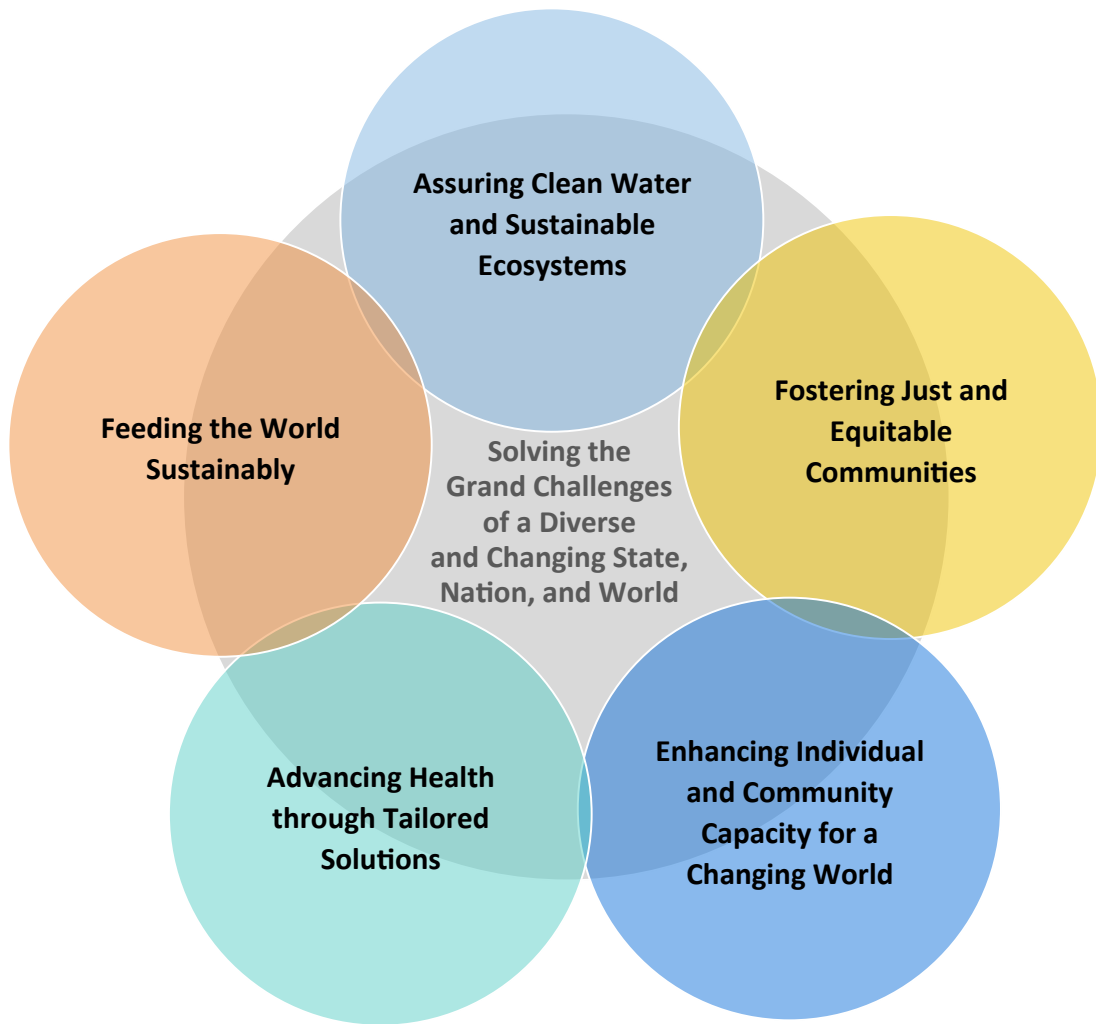 Assuring Clean Water
and Sustainable
Ecosystems
Fostering Just and
Equitable
Communities
Feeding the World
Sustainably
Solving the
Grand Challenges
of a Diverse
and Changing State,
Nation, and World
Enhancing Individual
and Community
Capacity for a
Changing World
Advancing Health
through Tailored
Solutions